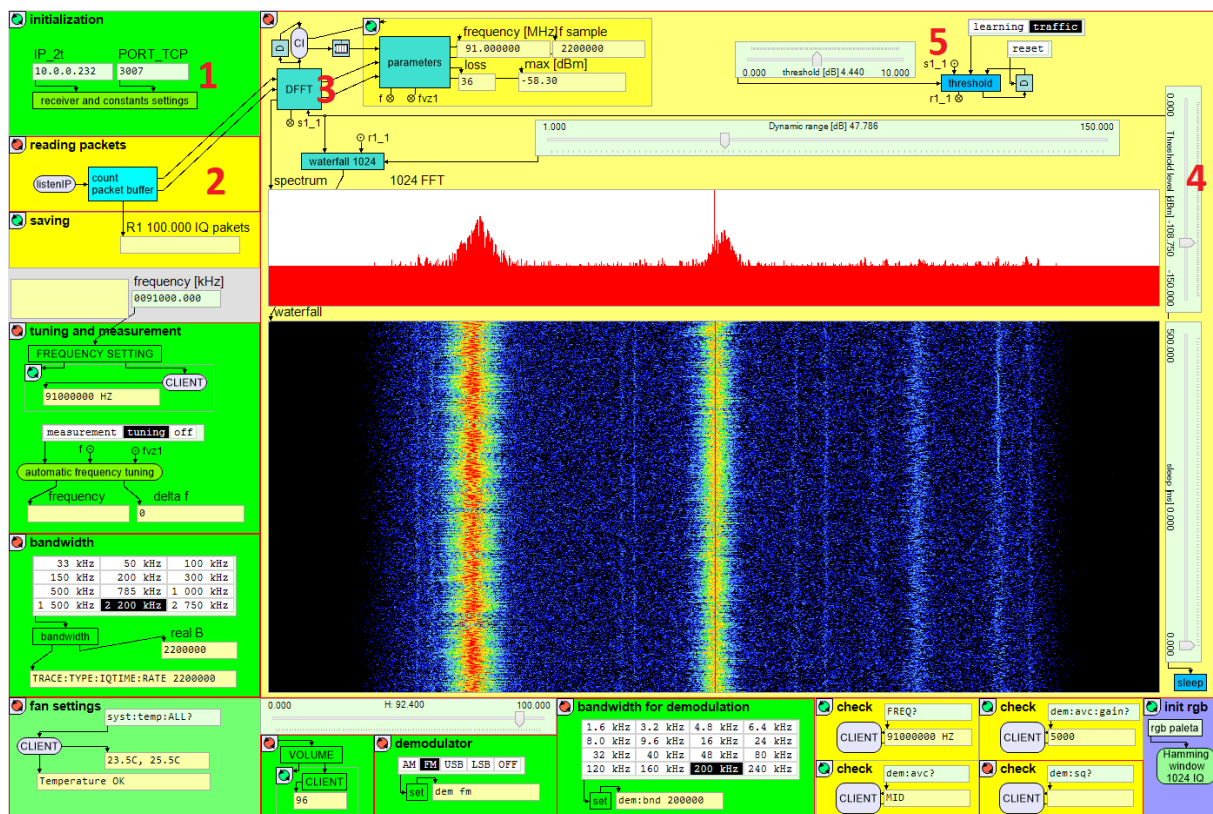 initialization
IP_2t PORT_TCP
10.0.0.232 3007
1
receiver and constants settings
reading packets
listenIP
count
packet buffer
2
saving
R1 100.000 IQ pakets
frequency [kHz]
0091000.000
tuning and measurement
FREQUENCY SETTING
CLIENT
91000000 HZ
measurement tuning off
f fvz1
automatic frequency tuning
frequency delta f
0
bandwidth
33 kHz 50 kHz 100 kHz
150 kHz 200 kHz 300 kHz
500 kHz 785 kHz 1 000 kHz
1 500 kHz 2 200 kHz 2 750 kHz
bandwidth real B
2200000
TRACE:TYPE:IQTIME:RATE 2200000
fan settings
syst:temp:ALL?
CLIENT
23.5C, 25.5C
Temperature OK
D CI
DFFT
3
s1_1
parameters
frequency [MHz] f sample
91.000000 2200000
loss max [dBm]
36 -58.30
f fvz1
r1_1
waterfall 1024
1.000 Dynamic range [dB] 47.786 150.000
0.000 threshold [dB] 4.440 10.000
5
learning traffic
reset
s1_1
threshold
D
r1_1
spectrum 1024 FFT
0.000 Threshold level [dBm] -108.750 -150.000
4
waterfall
500.000 sleep [ms] 0.000 0.000
sleep
0.000 H: 92.400 100.000
VOLUME
CLIENT
96
demodulator
AM FM USB LSB OFF
set dem fm
bandwidth for demodulation
1.6 kHz 3.2 kHz 4.8 kHz 6.4 kHz
8.0 kHz 9.6 kHz 16 kHz 24 kHz
32 kHz 40 kHz 48 kHz 80 kHz
120 kHz 160 kHz 200 kHz 240 kHz
set dem:bnd 200000
check FREQ?
CLIENT 91000000 HZ
check dem:avc:gain?
CLIENT 5000
check dem:avc?
CLIENT MID
check dem:sq?
CLIENT
init rgb
rgb paleta
Hamming
window
1024 IQ